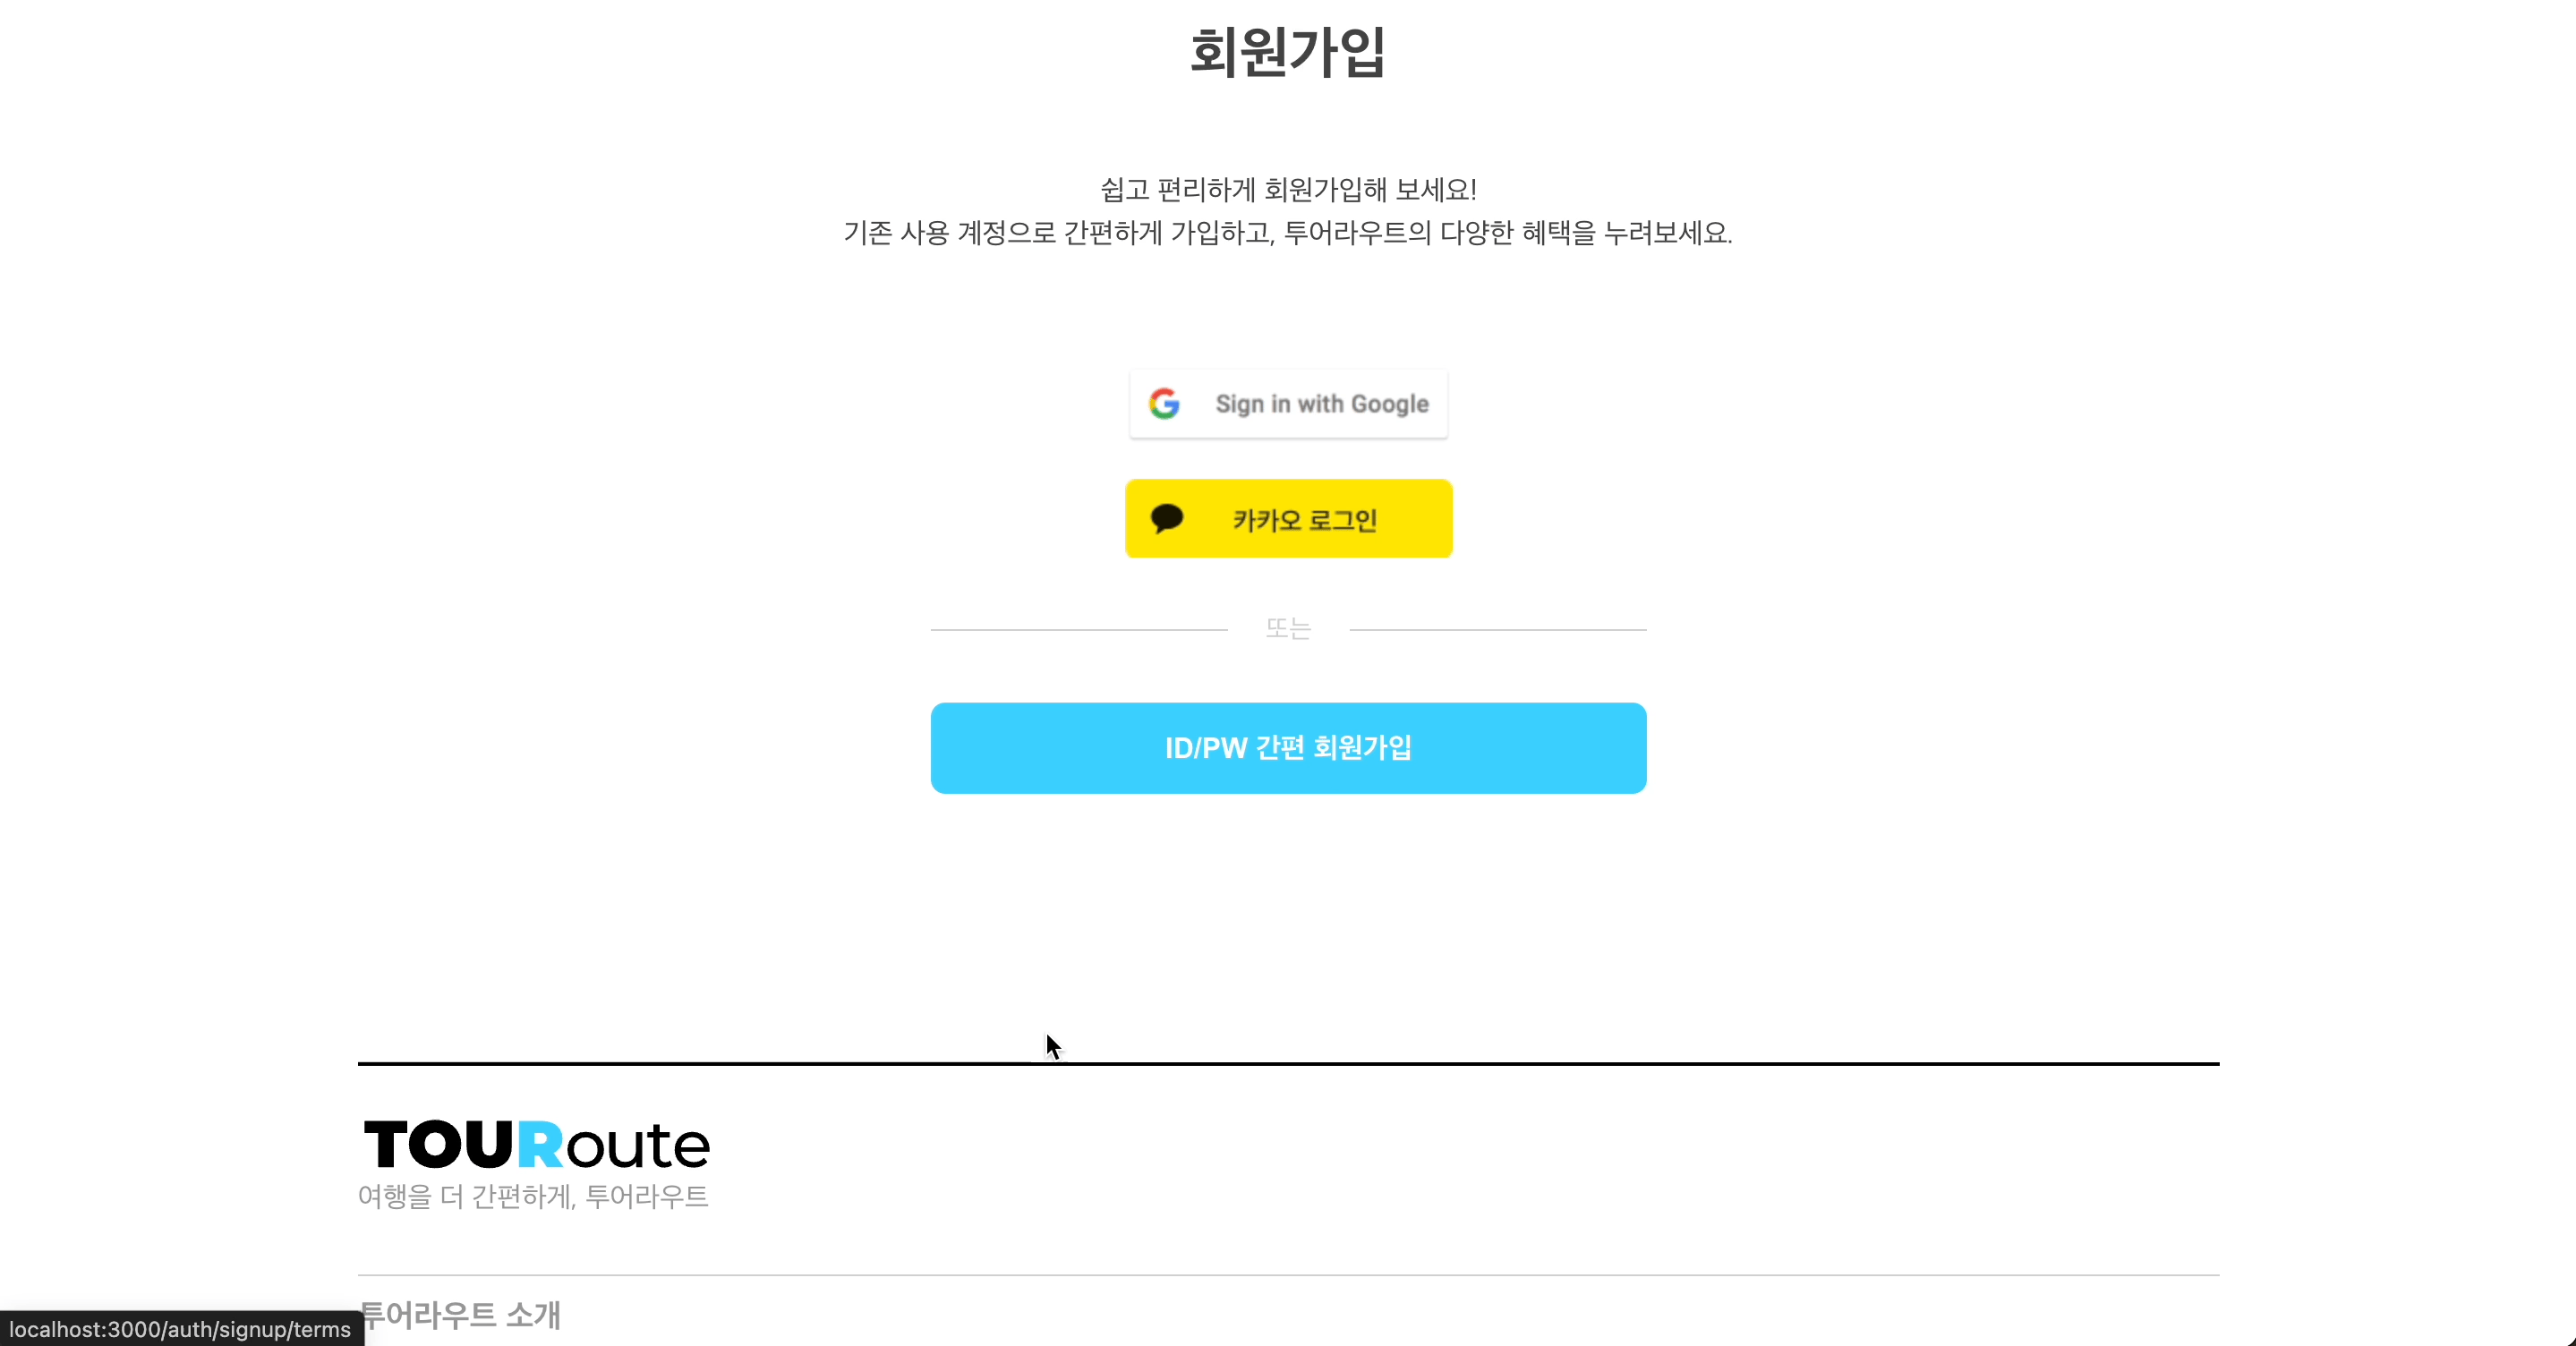 회원가입
쉽고 편리하게 회원가입해 보세요!
기존 사용 계정으로 간편하게 가입하고, 투어라우트의 다양한 혜택을 누려보세요.
Sign in with Google
카카오 로그인
또는
ID/PW 간편 회원가입
TOURoute
여행을 더 간편하게, 투어라우트
투어라우트 소개
localhost:3000/auth/signup/terms